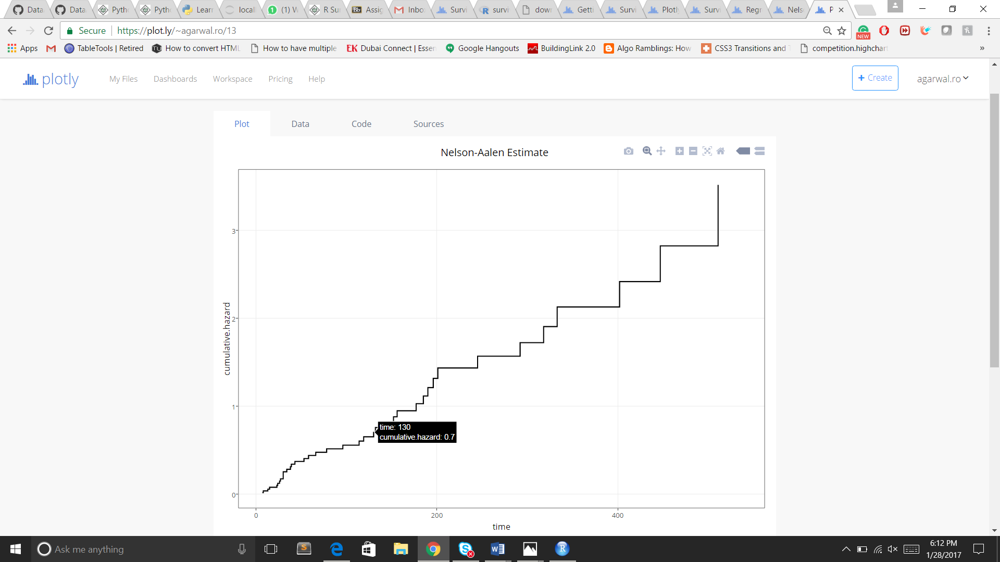 Data Data Pyth Pyth Learn local (1) W R Sur Assig Inbo Survi survi dow Getti Survi Plotl Survi Regr Nels P
Secure https://plot.ly/~agarwal.ro/13 NEW
Apps TableTools | Retired How to convert HTML How to have multiple Dubai Connect | Essen Google Hangouts BuildingLink 2.0 Algo Ramblings: How CSS3 Transitions and competition.highchar »
plotly My Files Dashboards Workspace Pricing Help + Create agarwal.ro
Plot Data Code Sources
Nelson-Aalen Estimate
3
2
1
0
cumulative.hazard
time: 130
cumulative.hazard: 0.7
0 200 400
time
Ask me anything
6:12 PM
1/28/2017